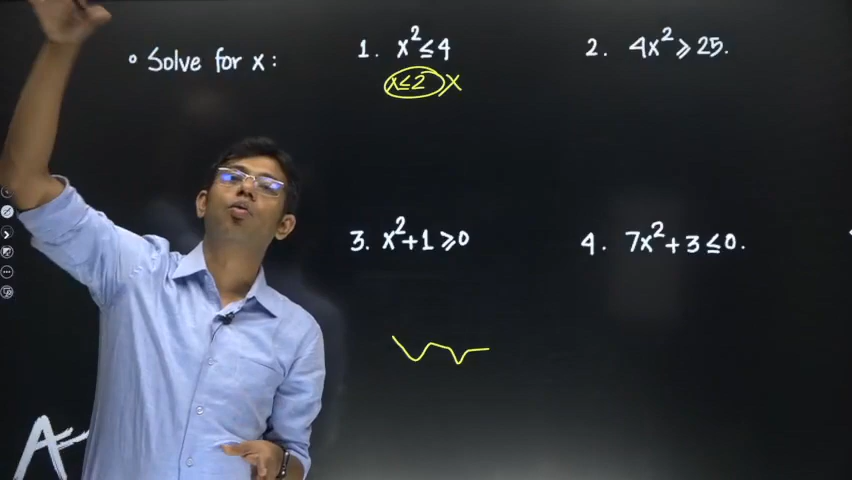 • Solve for x:
1. x² ≤ 4
x ≤ 2 x
2. 4x² ≥ 25.
3. x² + 1 ≥ 0
4. 7x² + 3 ≤ 0.
A